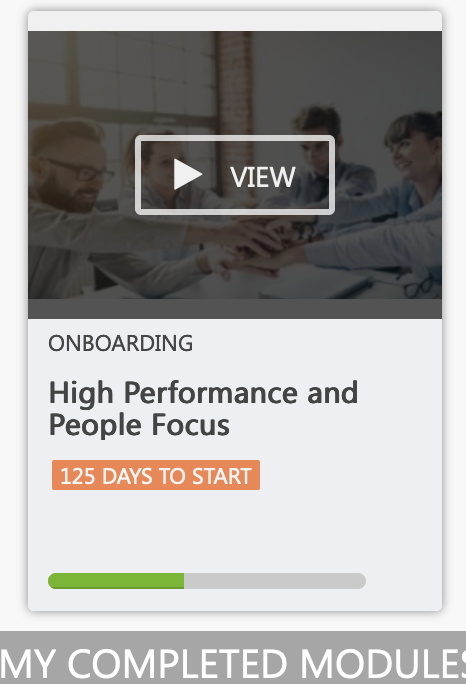 VIEW
ONBOARDING
High Performance and
People Focus
125 DAYS TO START
MY COMPLETED MODULES